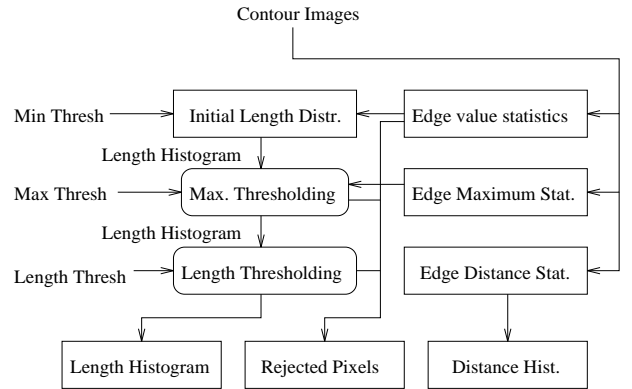 Contour Images
Min Thresh
Initial Length Distr.
Edge value statistics
Length Histogram
Max Thresh
Max. Thresholding
Edge Maximum Stat.
Length Histogram
Length Thresh
Length Thresholding
Edge Distance Stat.
Length Histogram
Rejected Pixels
Distance Hist.